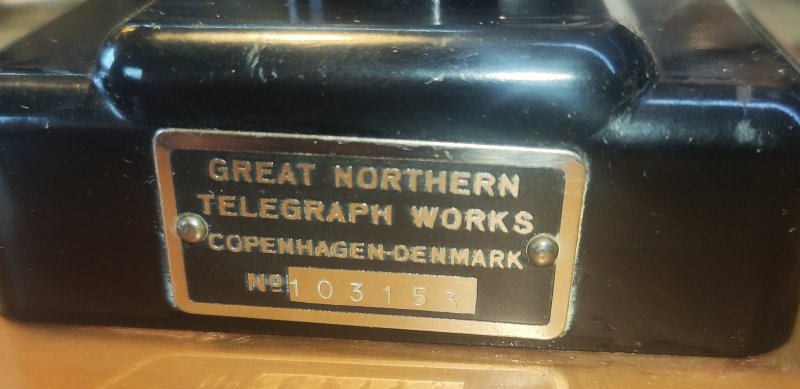 GREAT NORTHERN
TELEGRAPH WORKS
COPENHAGEN-DENMARK
Nº 103153